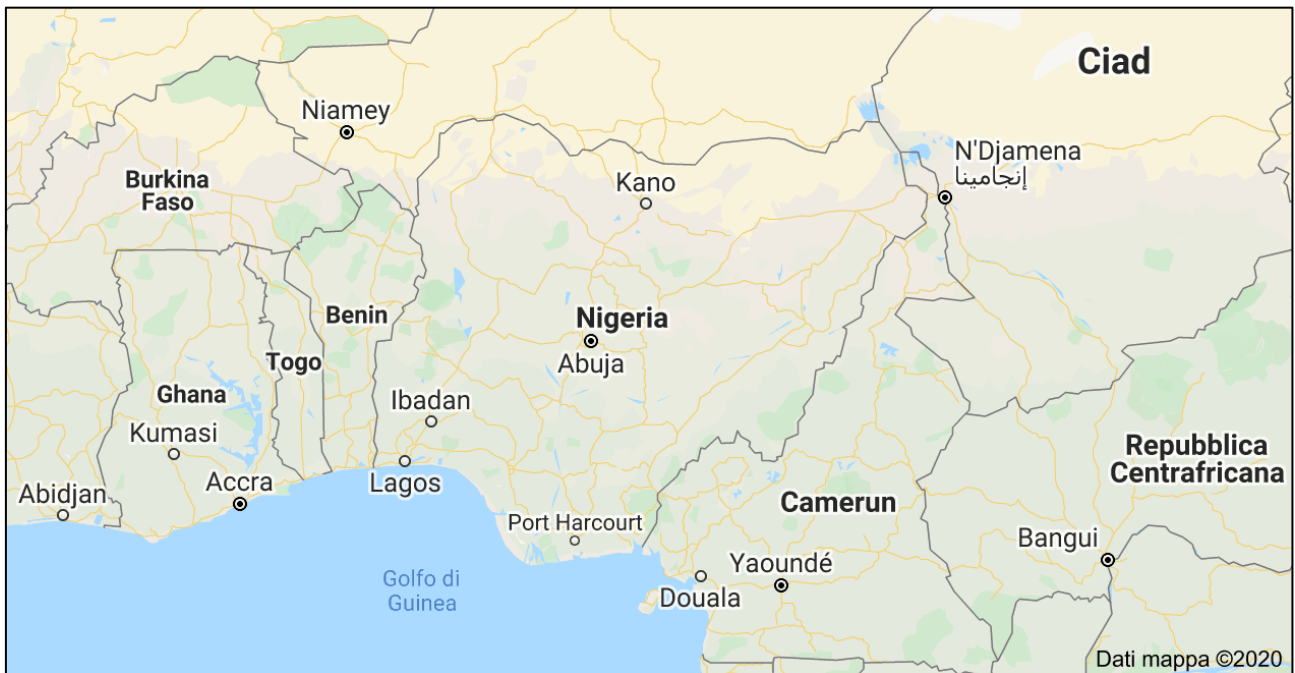 Ciad
Niamey
N'Djamena
إنجامينا
Burkina
Faso
Kano
Benin
Nigeria
Togo
Abuja
Ghana
Ibadan
Kumasi
Repubblica
Centrafricana
Accra
Lagos
Abidjan
Camerun
Port Harcourt
Bangui
Yaoundé
Golfo di
Guinea
Douala
Dati mappa ©2020